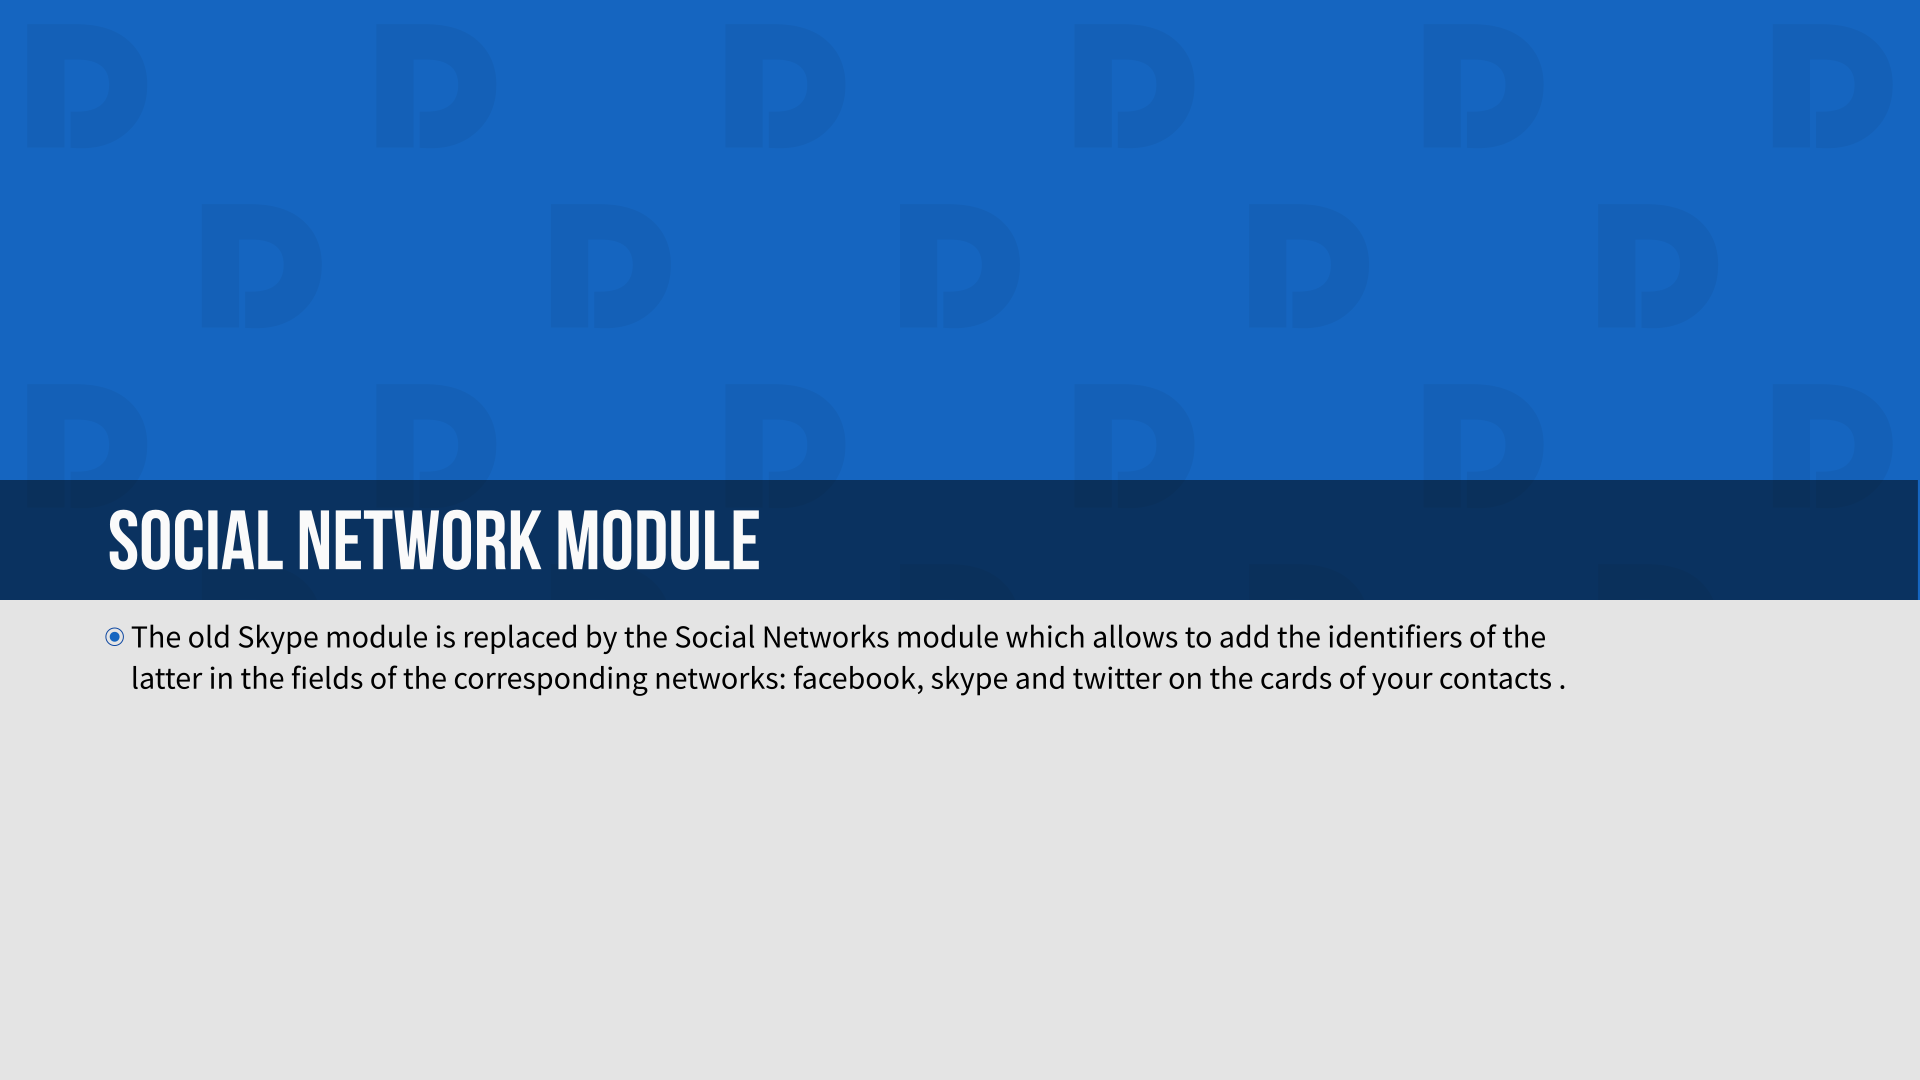 SOCIAL NETWORK MODULE
The old Skype module is replaced by the Social Networks module which allows to add the identifiers of the
latter in the fields of the corresponding networks: facebook, skype and twitter on the cards of your contacts .